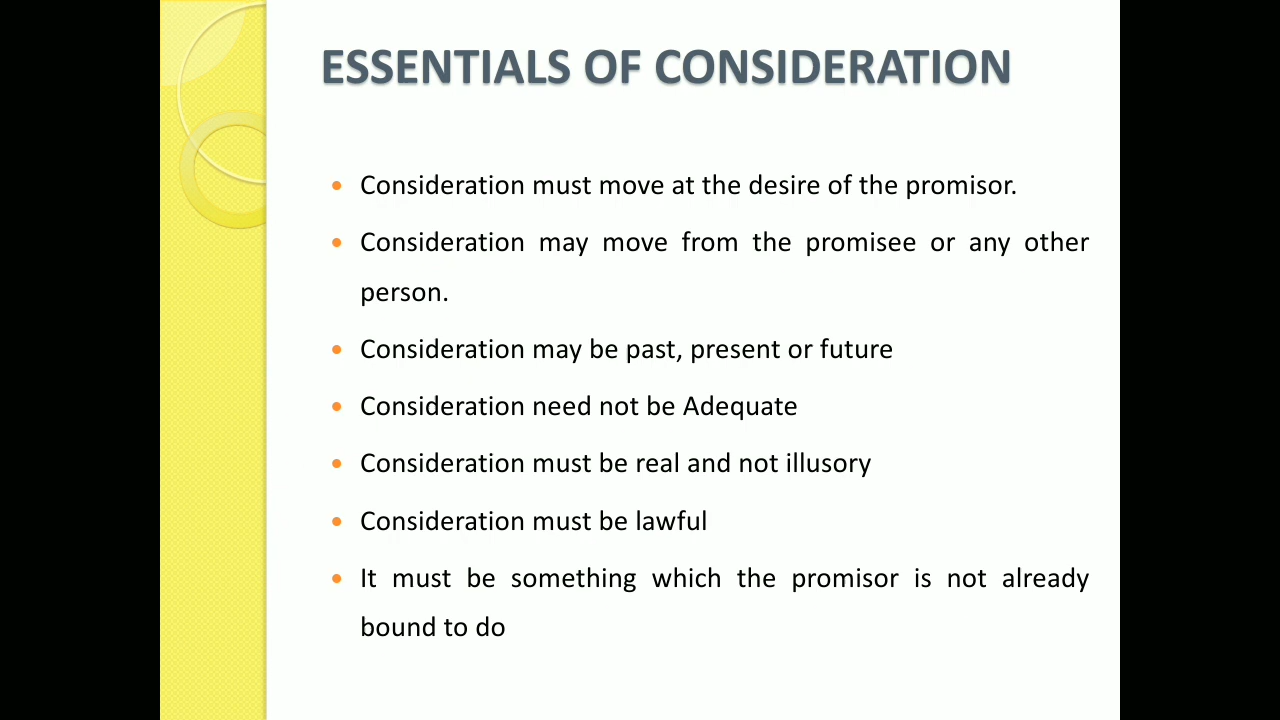 ESSENTIALS OF CONSIDERATION
• Consideration must move at the desire of the promisor.
• Consideration may move from the promisee or any other
person.
• Consideration may be past, present or future
• Consideration need not be Adequate
• Consideration must be real and not illusory
• Consideration must be lawful
• It must be something which the promisor is not already
bound to do